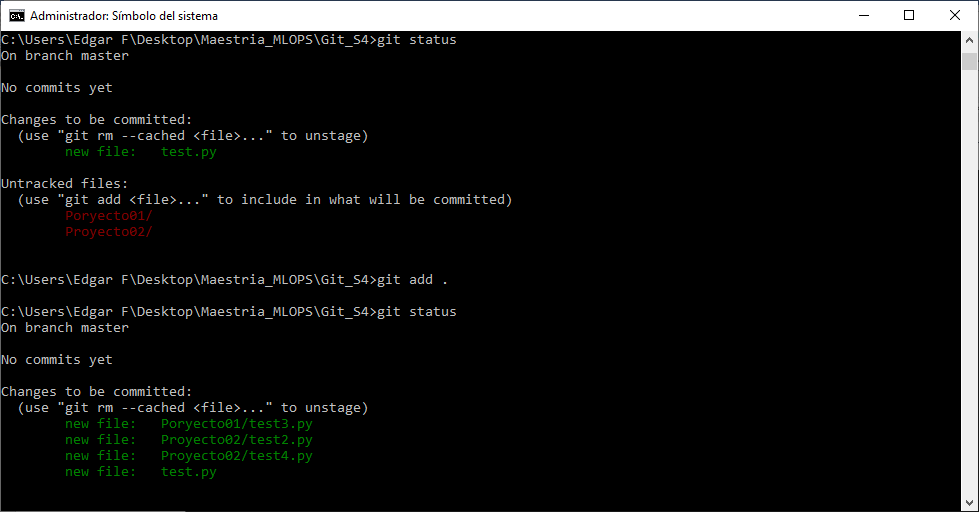 Administrador: Símbolo del sistema
C:\Users\Edgar F\Desktop\Maestria_MLOPS\Git_S4>git status
On branch master
No commits yet
Changes to be committed:
  (use "git rm --cached <file>..." to unstage)
        new file:   test.py
Untracked files:
  (use "git add <file>..." to include in what will be committed)
        Poryecto01/
        Proyecto02/
C:\Users\Edgar F\Desktop\Maestria_MLOPS\Git_S4>git add .
C:\Users\Edgar F\Desktop\Maestria_MLOPS\Git_S4>git status
On branch master
No commits yet
Changes to be committed:
  (use "git rm --cached <file>..." to unstage)
        new file:   Poryecto01/test3.py
        new file:   Proyecto02/test2.py
        new file:   Proyecto02/test4.py
        new file:   test.py